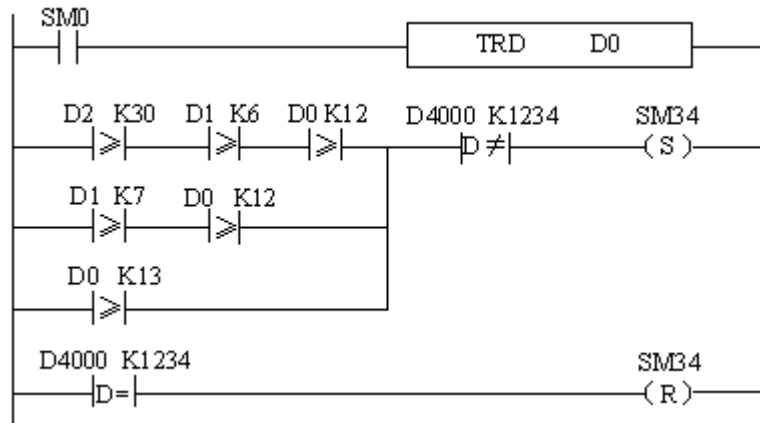 SM0
TRD D0
D2 K30 D1 K6 D0 K12 D4000 K1234 SM34
≥ ≥ ≥ D≠ (S)
D1 K7 D0 K12
≥ ≥
D0 K13
≥
D4000 K1234 SM34
D= (R)